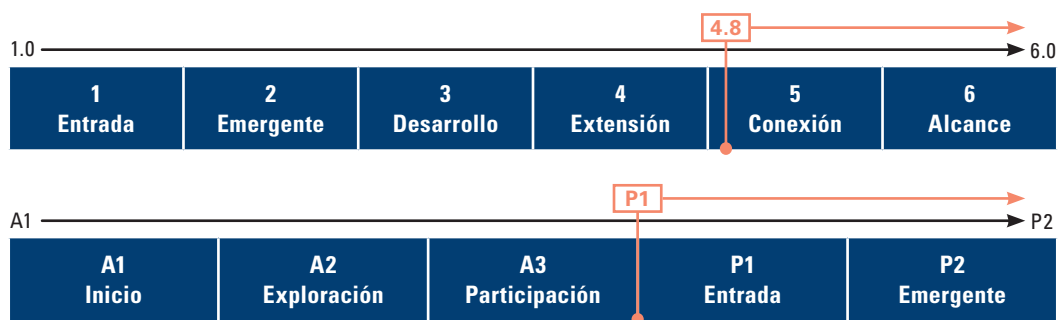 4.8
1.0 6.0
1 2 3 4 5 6
Entrada Emergente Desarrollo Extensión Conexión Alcance
P1
A1 P2
A1 A2 A3 P1 P2
Inicio Exploración Participación Entrada Emergente